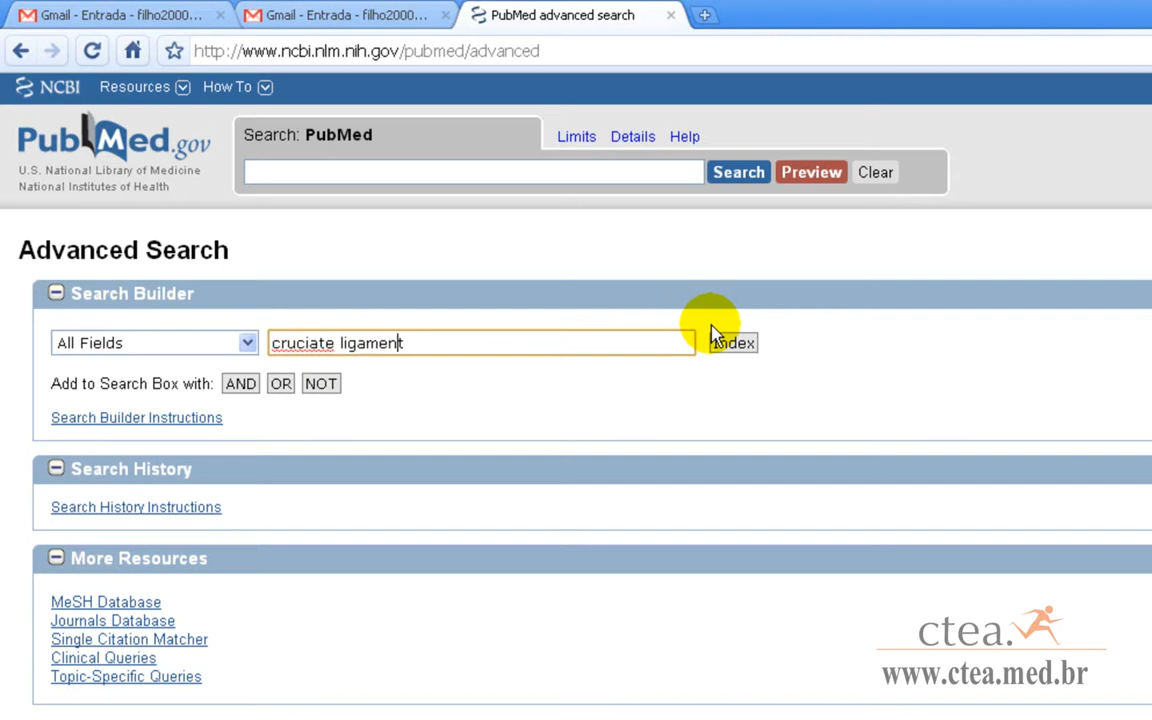 Gmail - Entrada - filho2000... Gmail - Entrada - filho2000... PubMed advanced search
http://www.ncbi.nlm.nih.gov/pubmed/advanced
NCBI Resources How To
PubMed.gov
U.S. National Library of Medicine
National Institutes of Health
Search: PubMed
Limits Details Help
Search Preview Clear
Advanced Search
Search Builder
All Fields cruciate ligament Index
Add to Search Box with: AND OR NOT
Search Builder Instructions
Search History
Search History Instructions
More Resources
MeSH Database
Journals Database
Single Citation Matcher
Clinical Queries
Topic-Specific Queries
ctea.
www.ctea.med.br